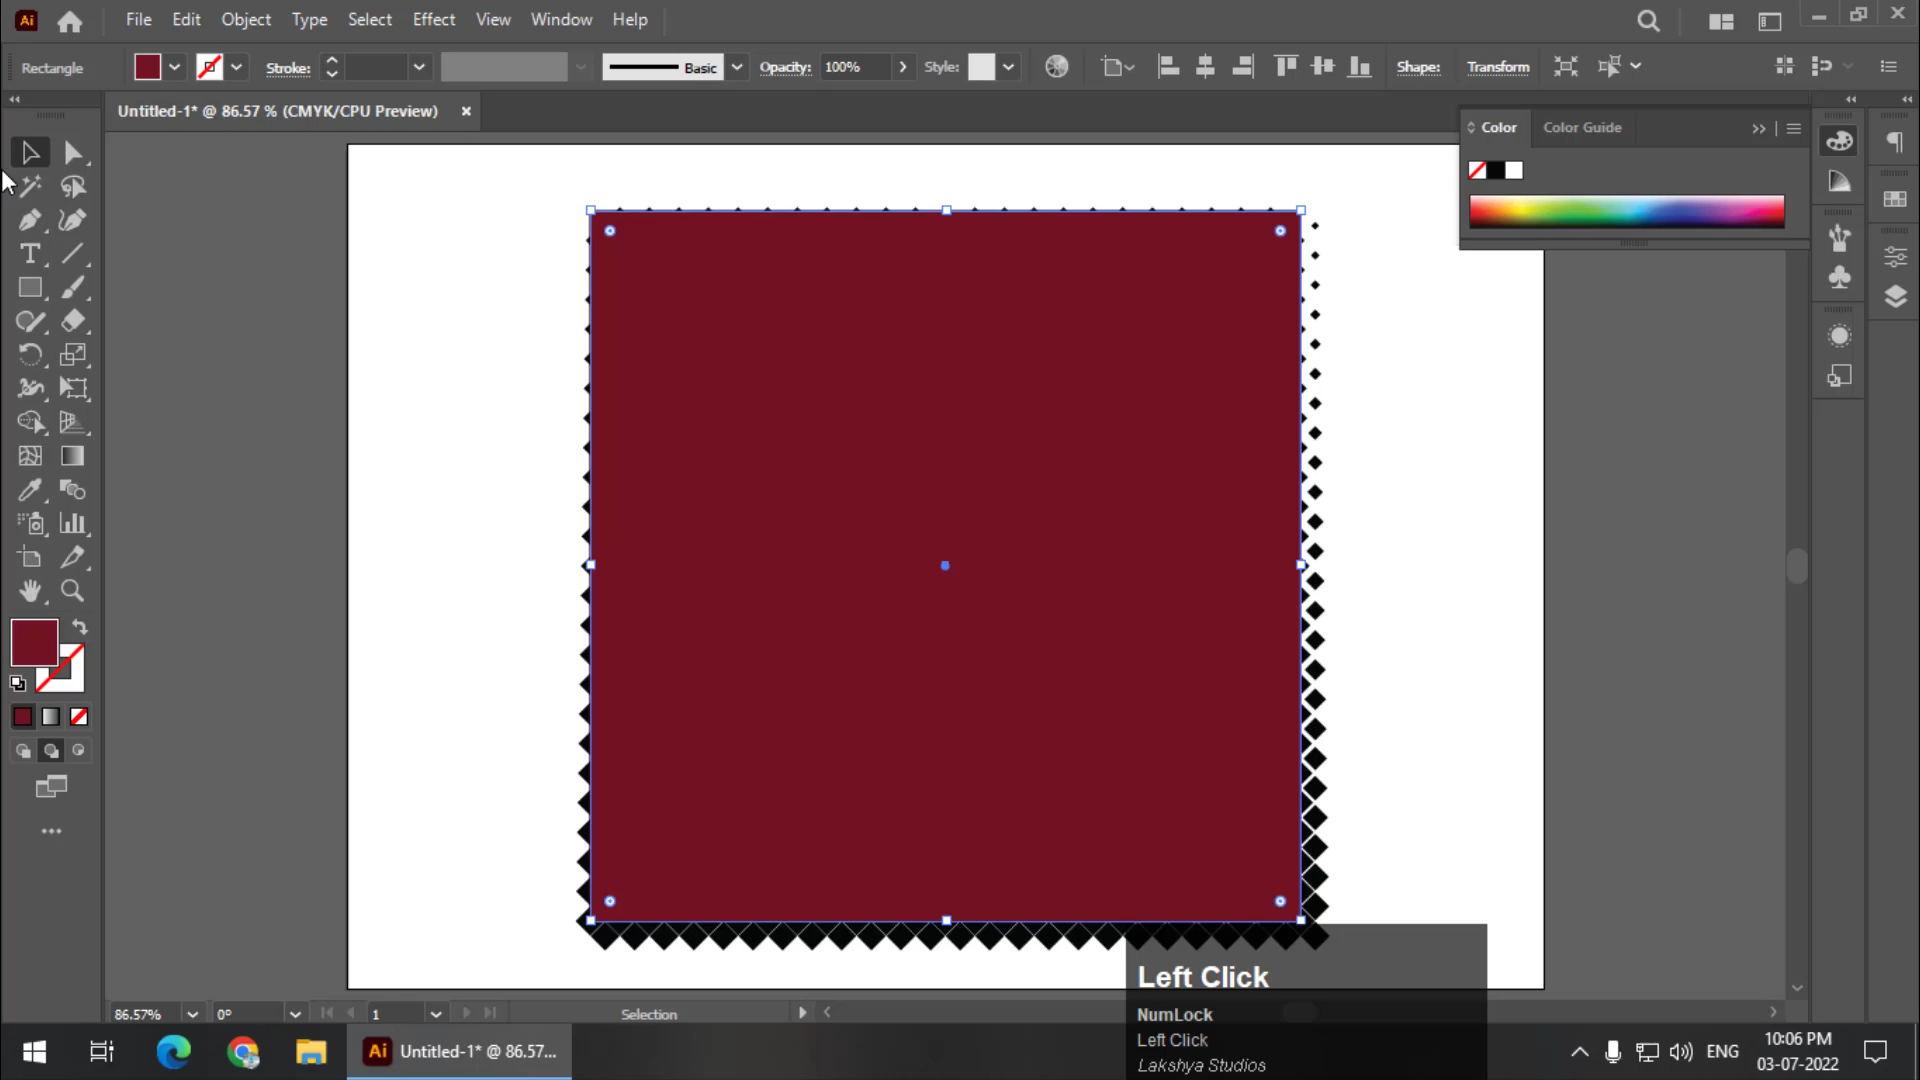 Ai File Edit Object Type Select Effect View Window Help
Rectangle Stroke: Basic Opacity: 100% Style: Shape: Transform
Untitled-1* @ 86.57 % (CMYK/CPU Preview) ×
Color Color Guide
T
Left Click
NumLock
Left Click
Lakshya Studios
86.57% 0° 1 Selection
Ai Untitled-1* @ 86.57... ENG 10:06 PM
03-07-2022